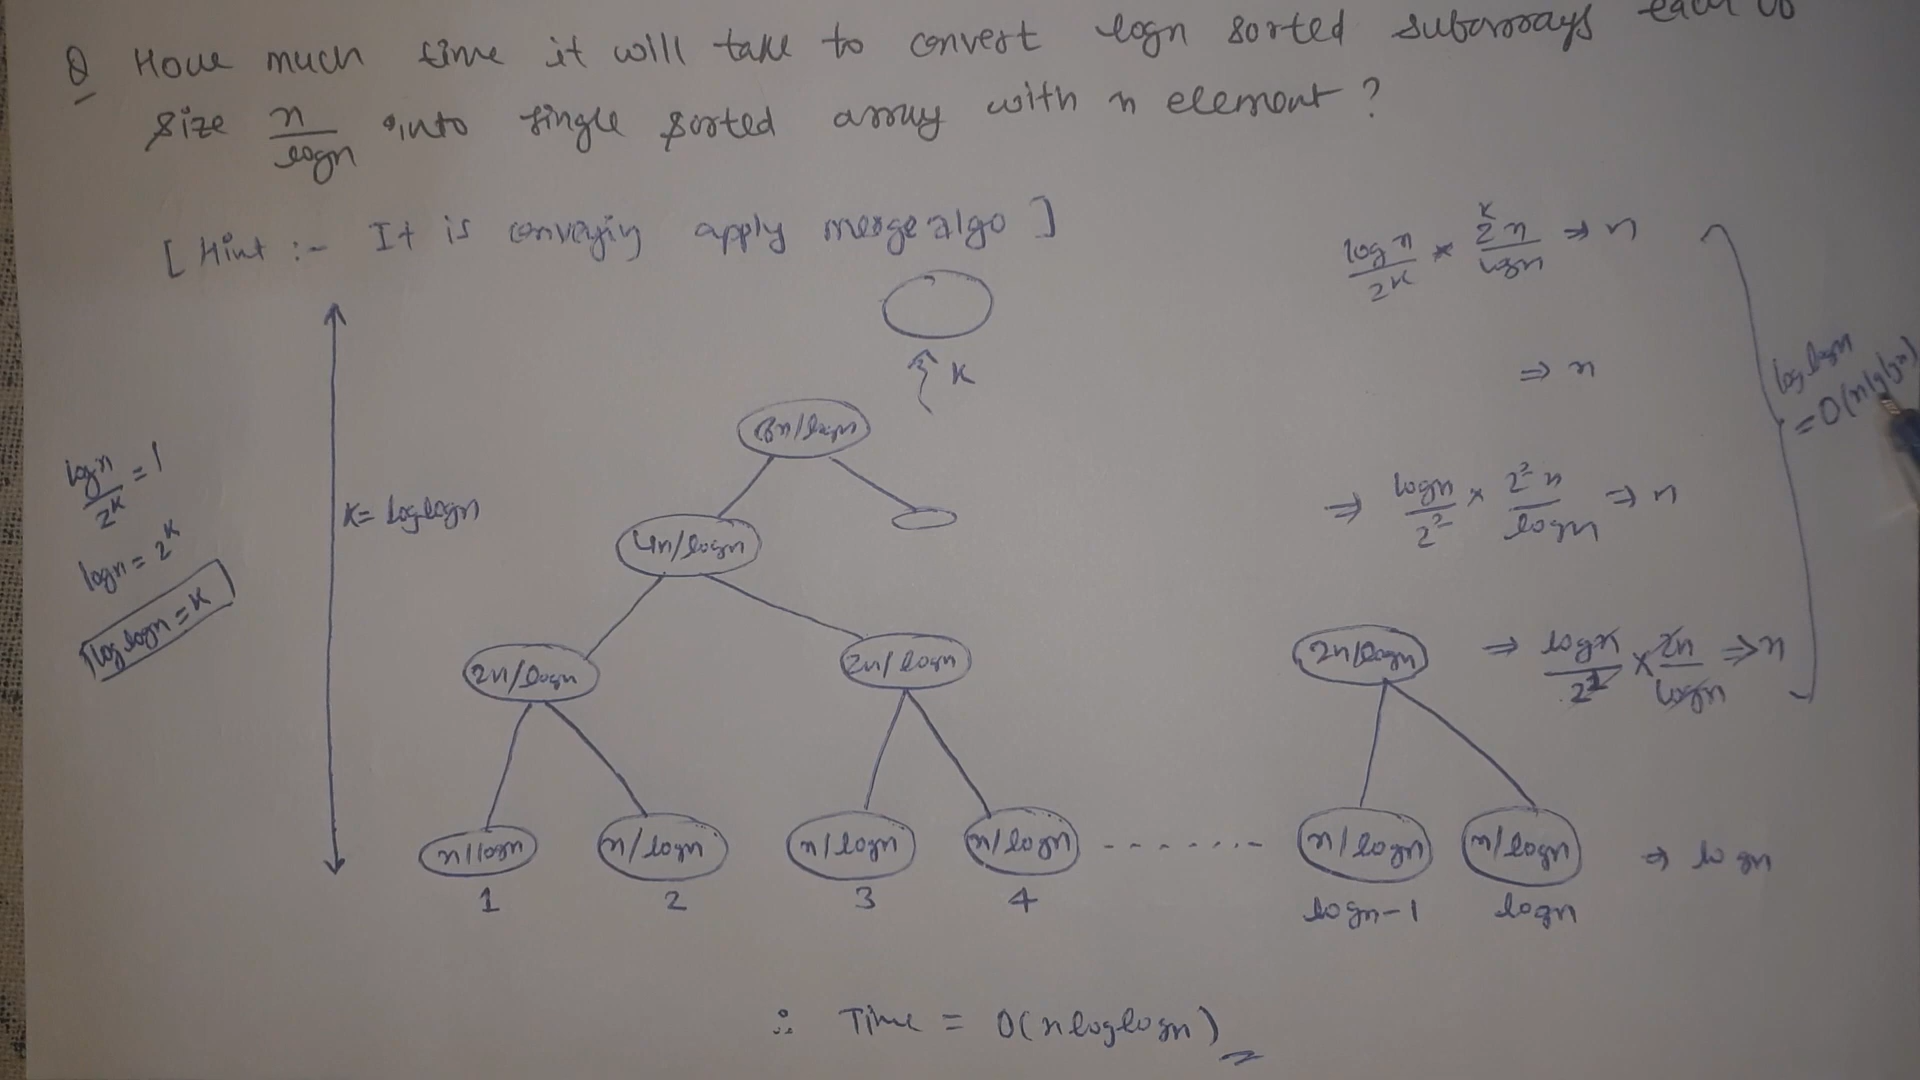 Q How much time it will take to convert logn sorted subarrays each of
size n/logn into single sorted array with n element?
[Hint :- It is conveying apply merge algo]
logn/2^K * 2^K n/logn ⇒ n
K
⇒ n
log logn
= O(nlglgn)
8n/logn
logn/2^K = 1
logn = 2^K
log logn = K
K = loglogn
4n/logn
⇒ logn/2^2 × 2^2 n/logn ⇒ n
2n/logn 2n/logn 2n/logn ⇒ logn/2^1 × 2n/logn ⇒ n
n/logn n/logn n/logn n/logn ....... n/logn n/logn ⇒ logn
1 2 3 4 logn-1 logn
∴ Time = O(nloglogn)